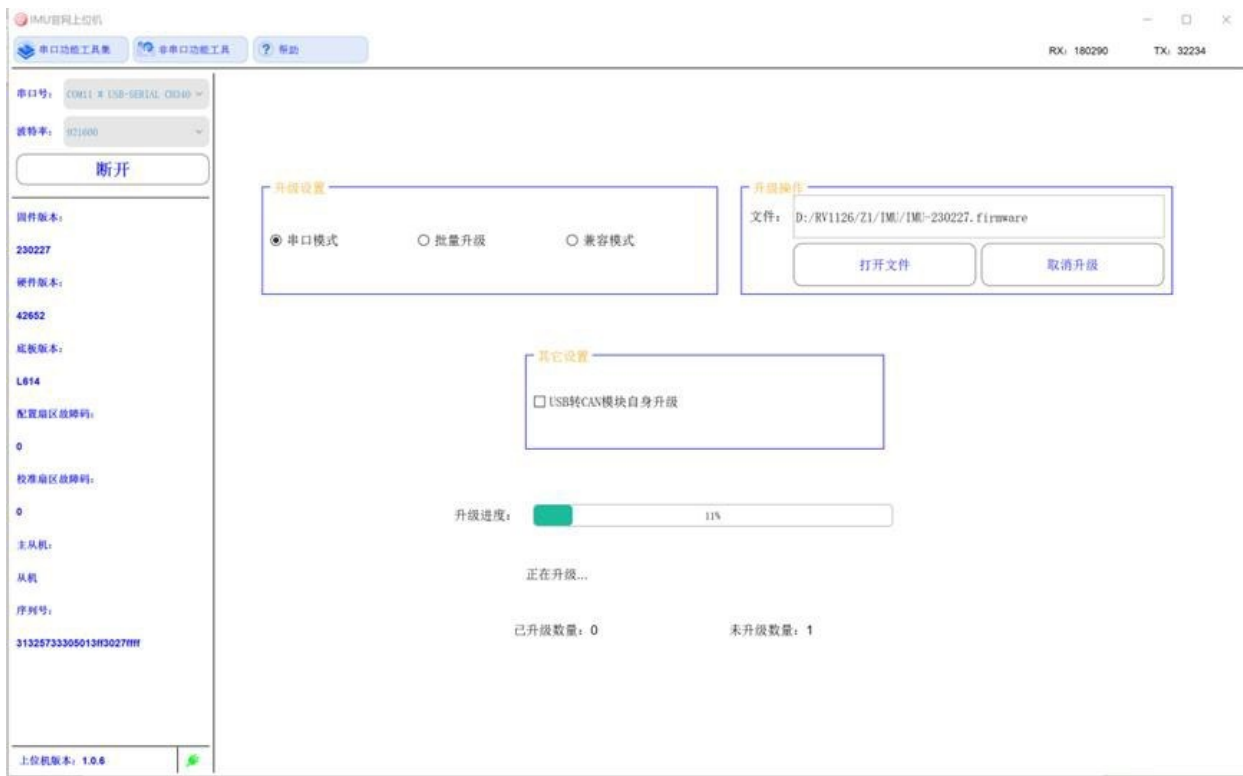 IMU官网上位机
串口功能工具集 非串口功能工具 帮助 RX: 180290 TX: 32234
串口号: COM11 # USB-SERIAL CH340
波特率: 921600
断开
固件版本:
230227
硬件版本:
42652
底板版本:
L614
配置扇区故障码:
0
校准扇区故障码:
0
主从机:
从机
序列号:
31325733305013ff3027ffff
上位机版本: 1.0.6
升级设置
串口模式 批量升级 兼容模式
升级操作
文件: D:/RV1126/Z1/IMU/IMU-230227.firmware
打开文件 取消升级
其它设置
USB转CAN模块自身升级
升级进度: 11%
正在升级...
已升级数量: 0 未升级数量: 1